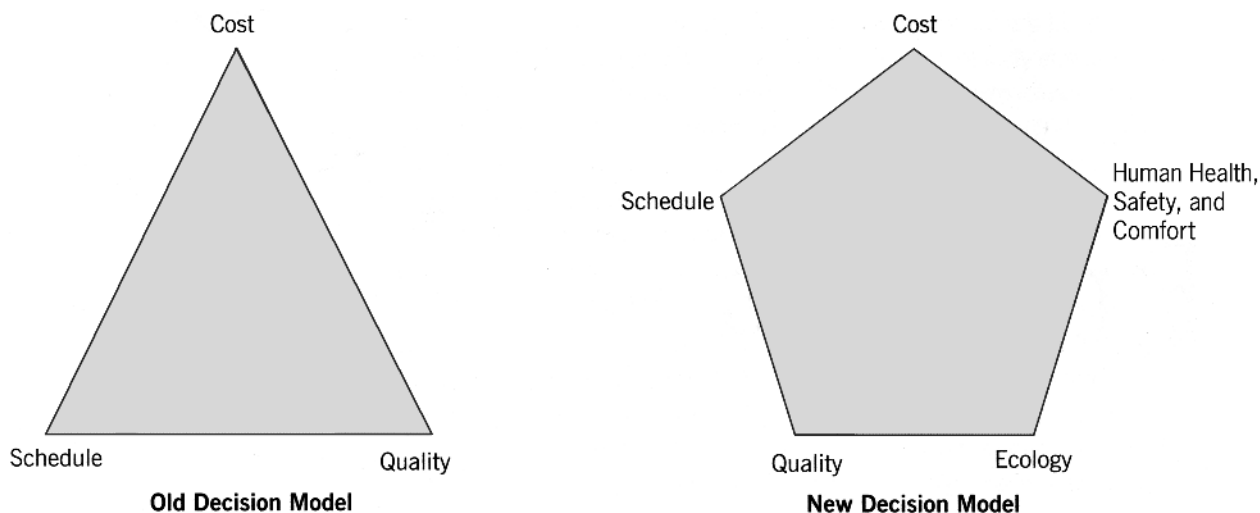 Cost
Schedule
Quality
Old Decision Model
Cost
Schedule
Human Health,
Safety, and
Comfort
Quality
Ecology
New Decision Model